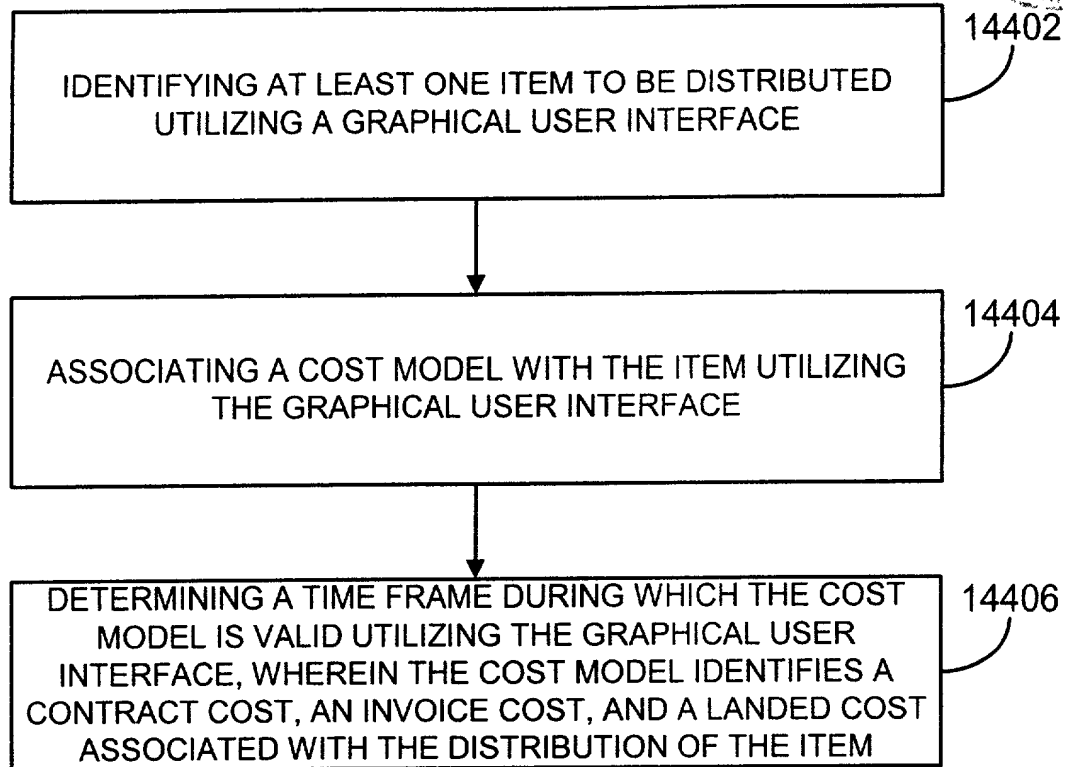 14402
IDENTIFYING AT LEAST ONE ITEM TO BE DISTRIBUTED
UTILIZING A GRAPHICAL USER INTERFACE
14404
ASSOCIATING A COST MODEL WITH THE ITEM UTILIZING
THE GRAPHICAL USER INTERFACE
14406
DETERMINING A TIME FRAME DURING WHICH THE COST
MODEL IS VALID UTILIZING THE GRAPHICAL USER
INTERFACE, WHEREIN THE COST MODEL IDENTIFIES A
CONTRACT COST, AN INVOICE COST, AND A LANDED COST
ASSOCIATED WITH THE DISTRIBUTION OF THE ITEM